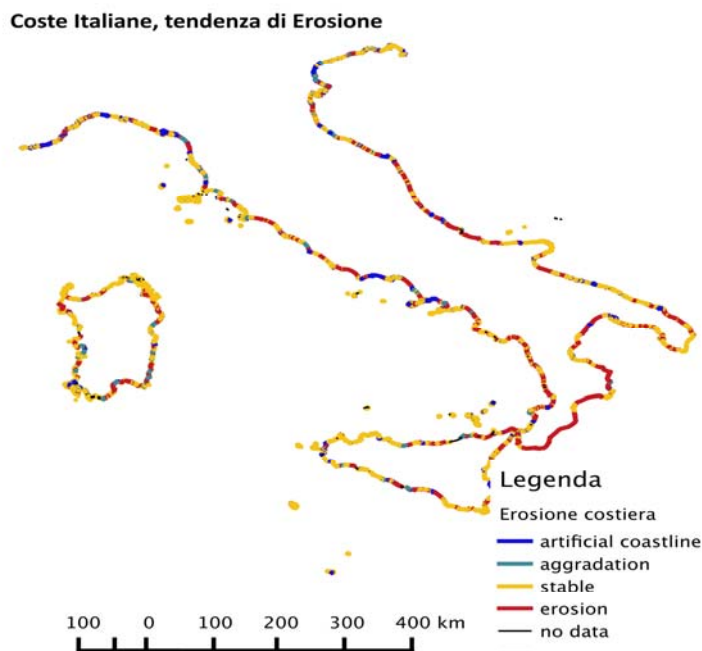 Coste Italiane, tendenza di Erosione
Legenda
Erosione costiera
artificial coastline
aggradation
stable
erosion
no data
100 0 100 200 300 400 km